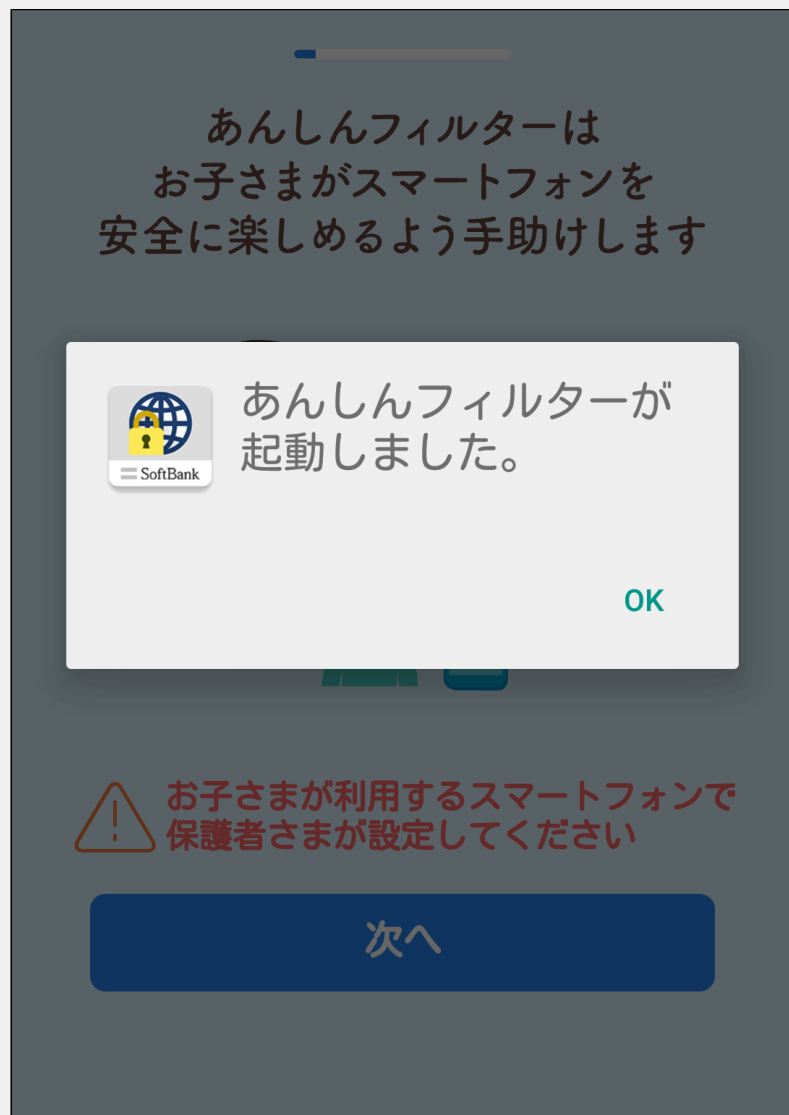 あんしんフィルターは
お子さまがスマートフォンを
安全に楽しめるよう手助けします
あんしんフィルターが
起動しました。
SoftBank
OK
お子さまが利用するスマートフォンで
保護者さまが設定してください
次へ